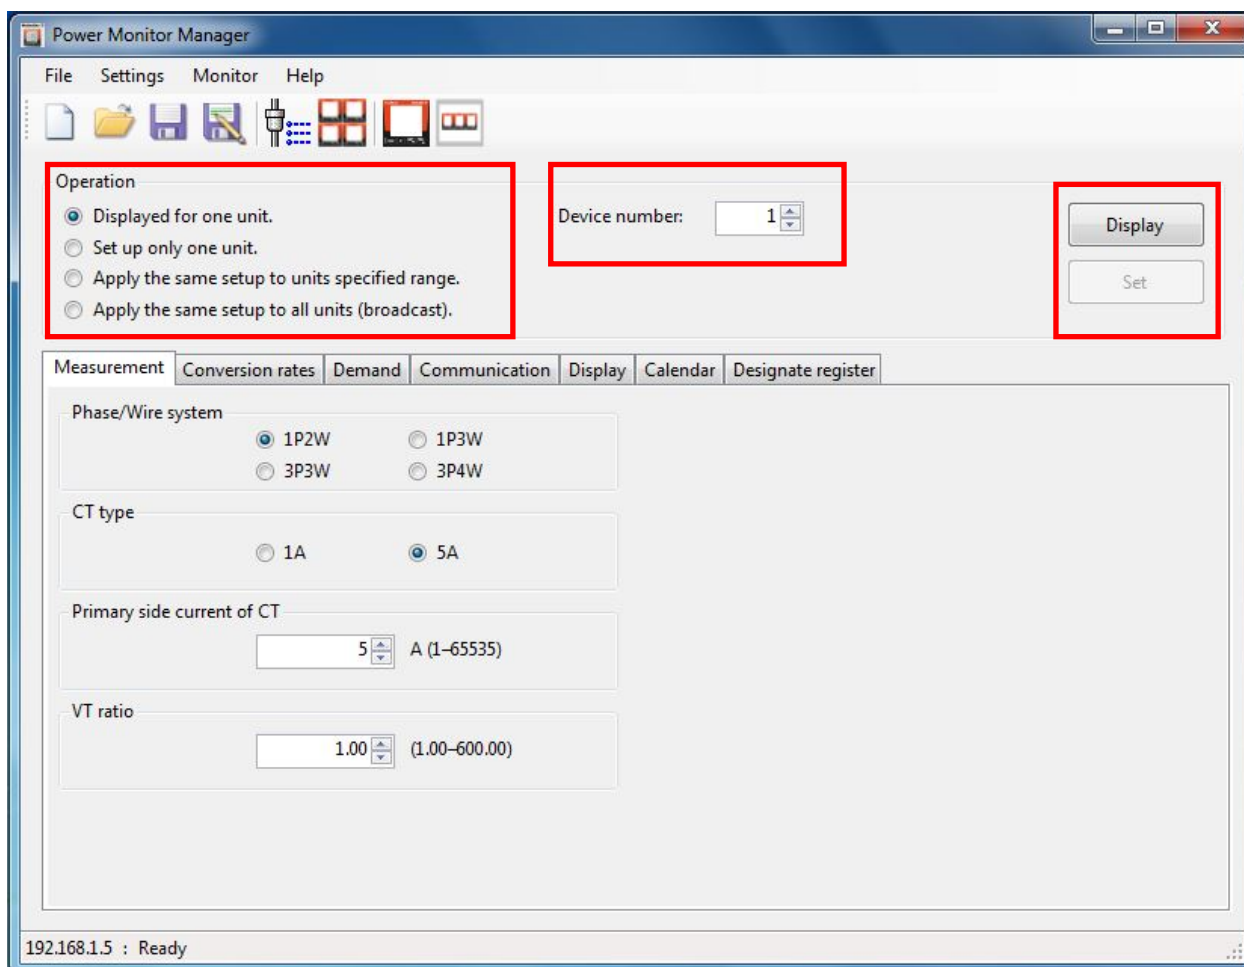 Power Monitor Manager
File Settings Monitor Help
Operation
Displayed for one unit.
Set up only one unit.
Apply the same setup to units specified range.
Apply the same setup to all units (broadcast).
Device number: 1
Display
Set
Measurement Conversion rates Demand Communication Display Calendar Designate register
Phase/Wire system
1P2W 1P3W
3P3W 3P4W
CT type
1A 5A
Primary side current of CT
5 A (1–65535)
VT ratio
1.00 (1.00–600.00)
192.168.1.5 : Ready